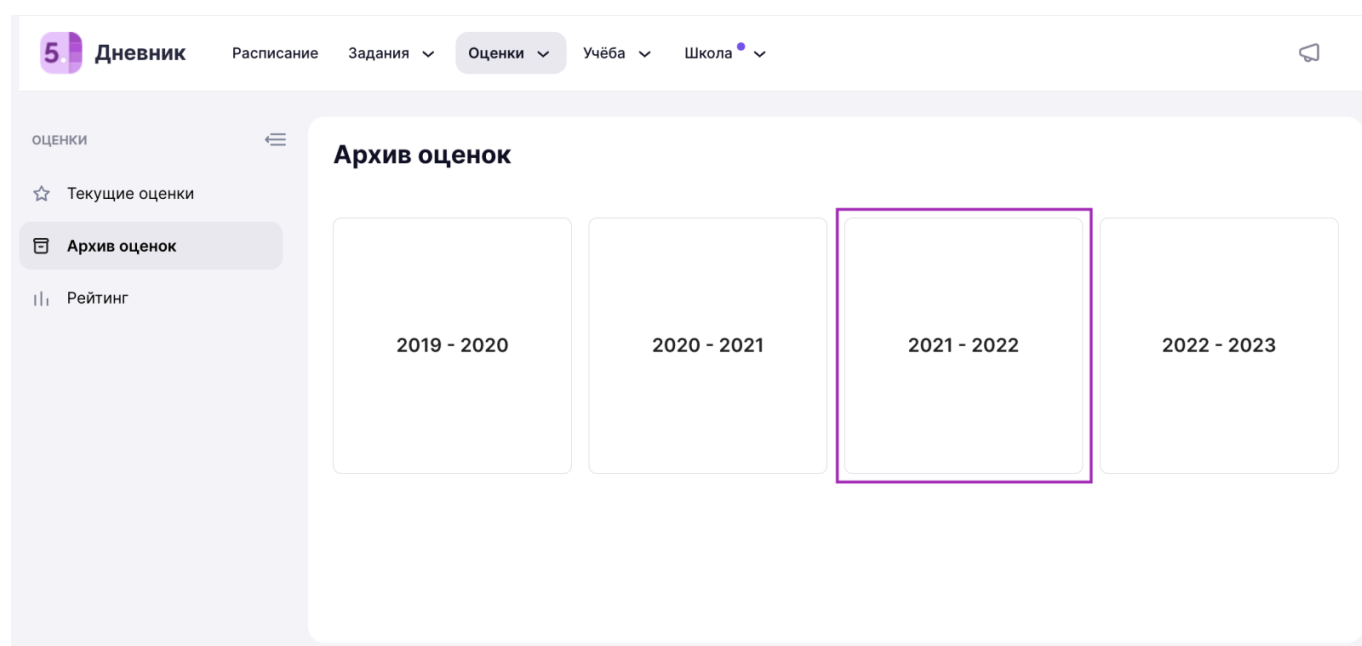 5. Дневник Расписание Задания Оценки Учёба Школа
ОЦЕНКИ
Архив оценок
Текущие оценки
Архив оценок
Рейтинг
2019 - 2020 2020 - 2021 2021 - 2022 2022 - 2023